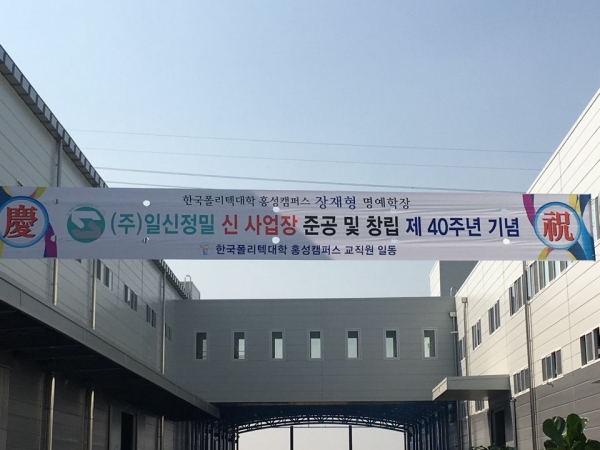 한국폴리텍대학 홍성캠퍼스 장재형 명예학장
慶 (주)일신정밀 신 사업장 준공 및 창립 제 40주년 기념 祝
한국폴리텍대학 홍성캠퍼스 교직원 일동